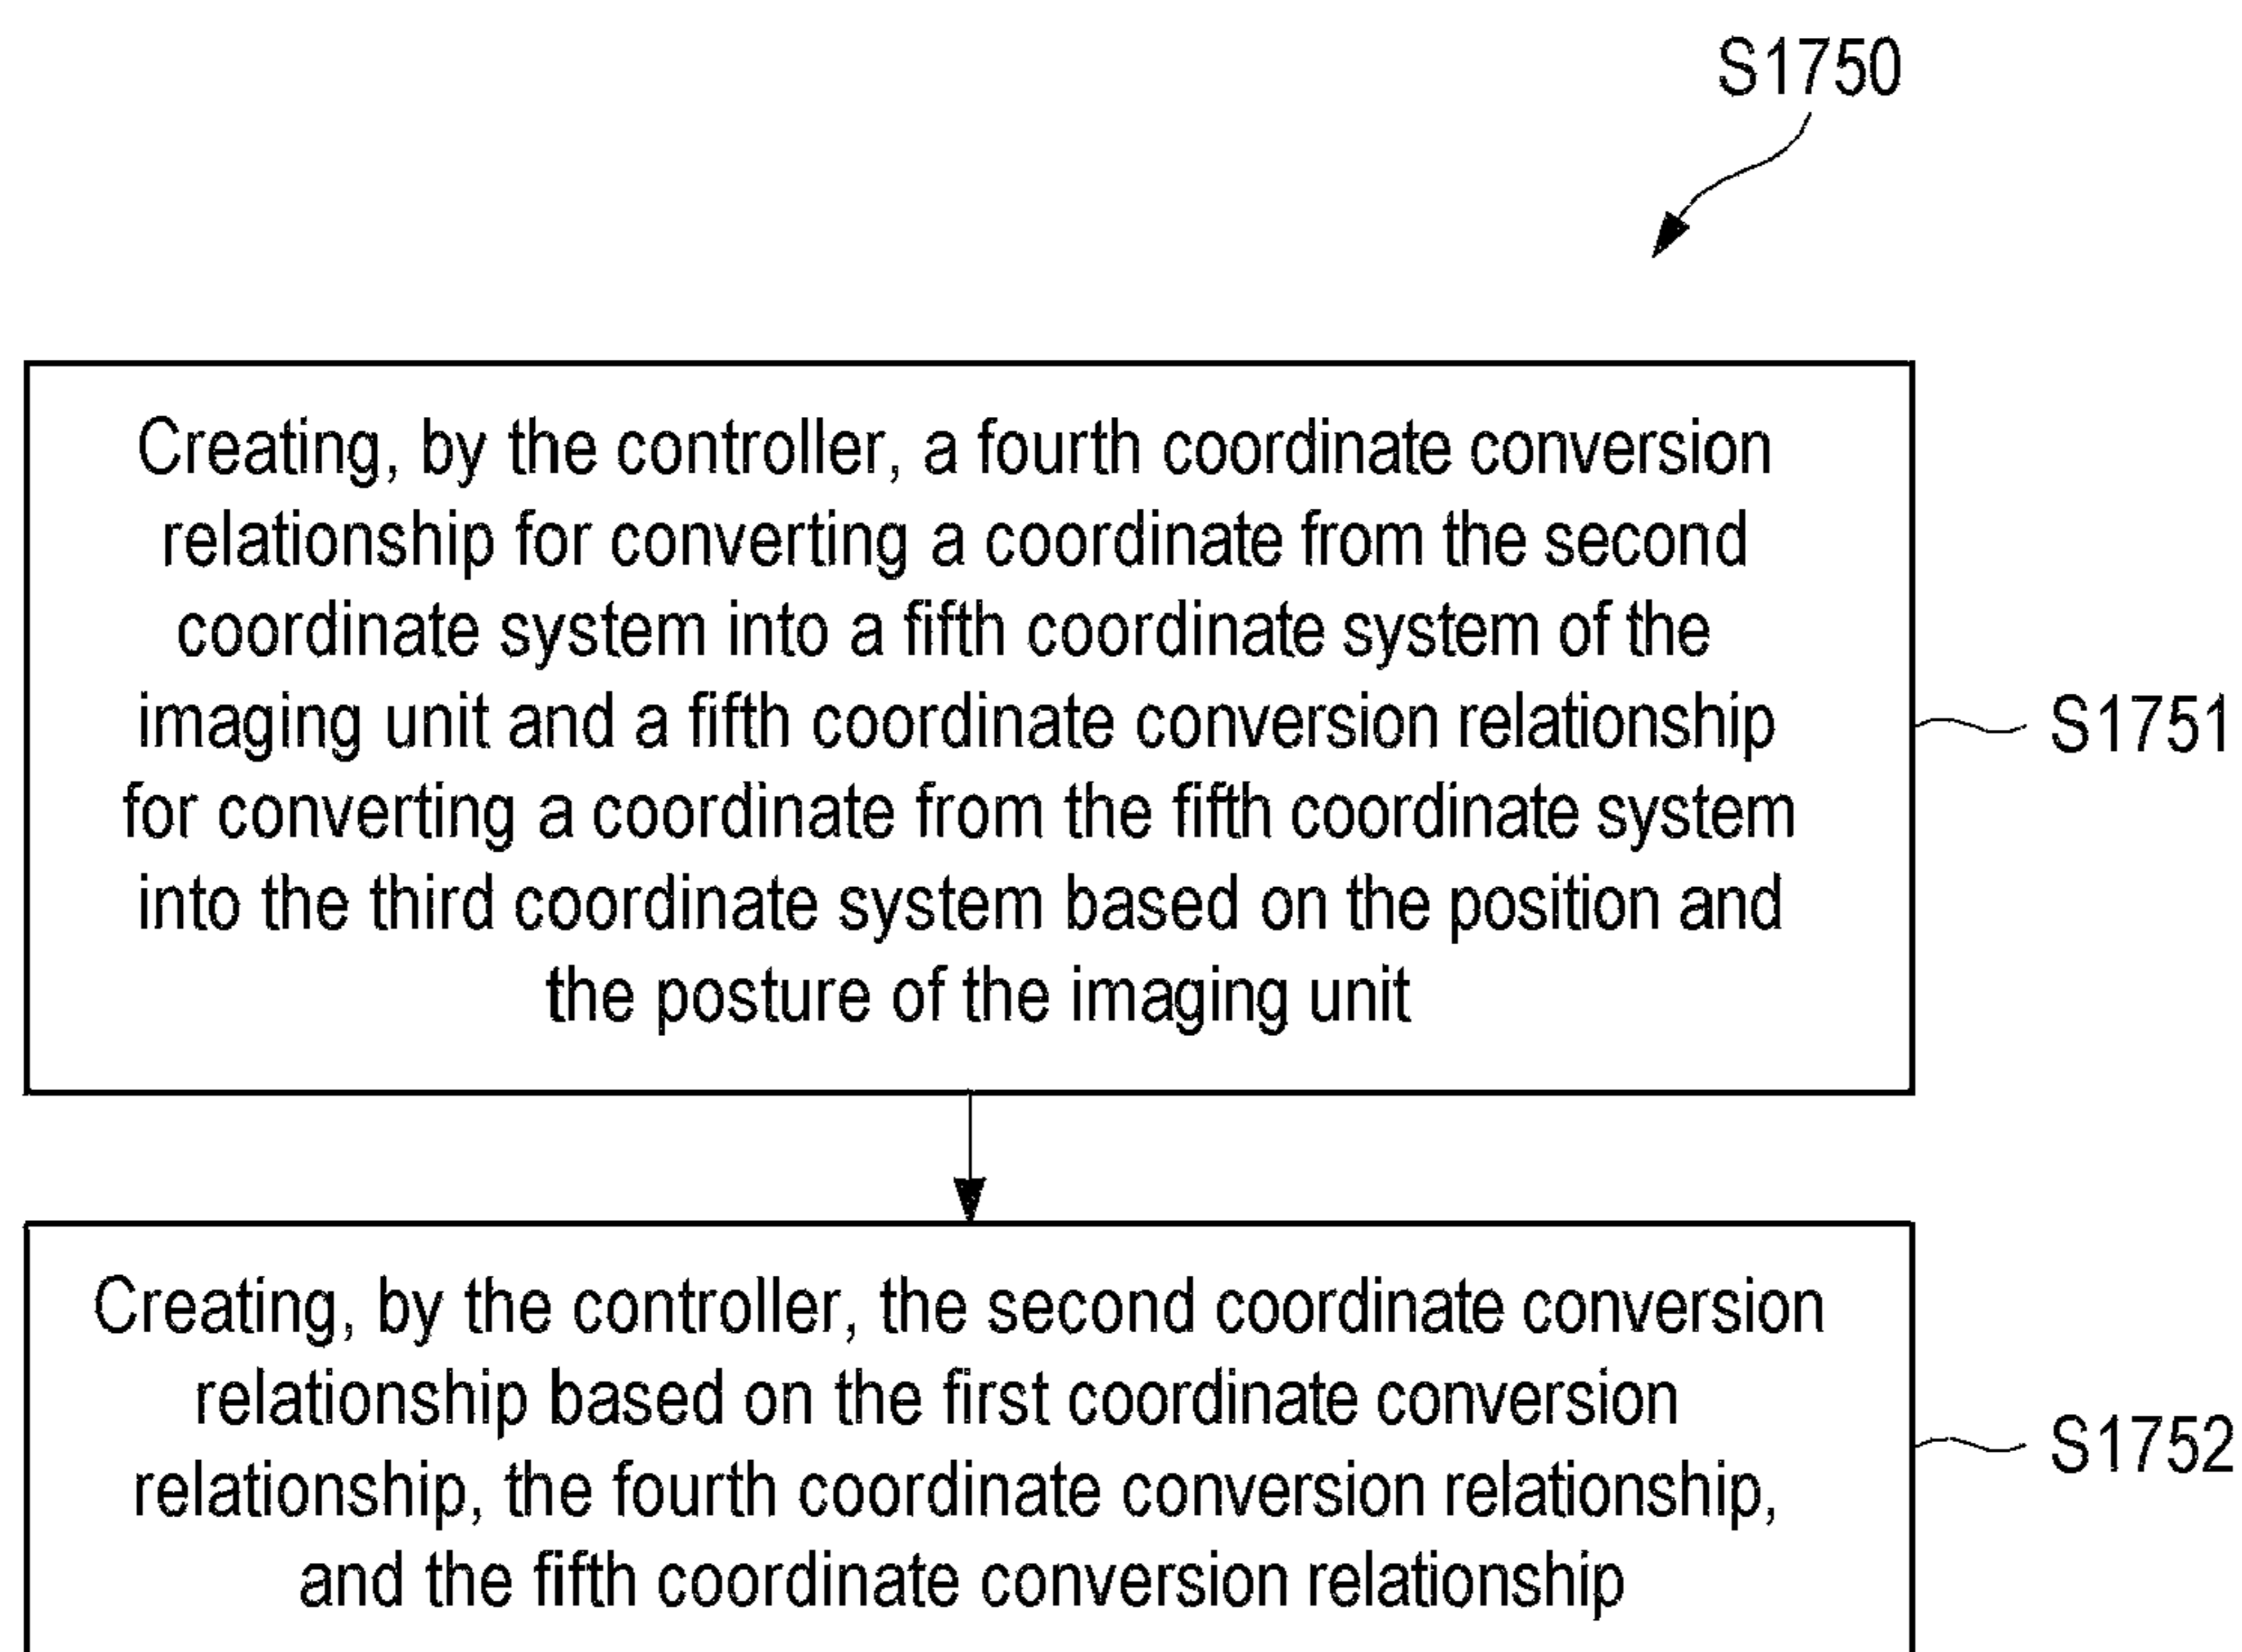 S1750
Creating, by the controller, a fourth coordinate conversion
relationship for converting a coordinate from the second
coordinate system into a fifth coordinate system of the
imaging unit and a fifth coordinate conversion relationship
for converting a coordinate from the fifth coordinate system
into the third coordinate system based on the position and
the posture of the imaging unit
S1751
Creating, by the controller, the second coordinate conversion
relationship based on the first coordinate conversion
relationship, the fourth coordinate conversion relationship,
and the fifth coordinate conversion relationship
S1752